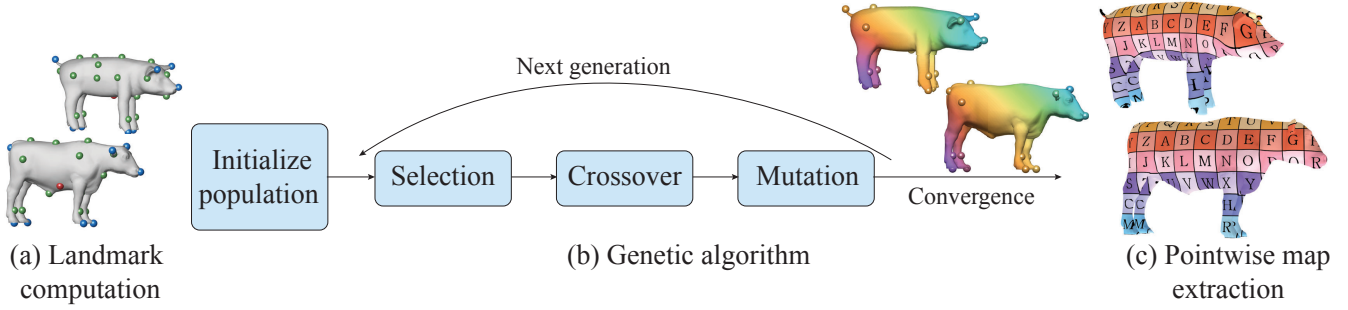 Next generation
Initialize
population
Selection
Crossover
Mutation
Convergence
(a) Landmark
computation
(b) Genetic algorithm
(c) Pointwise map
extraction
Z A B C D E F G
J K L M N O
Z A B C D E F G
J K L M N O
V W X Y